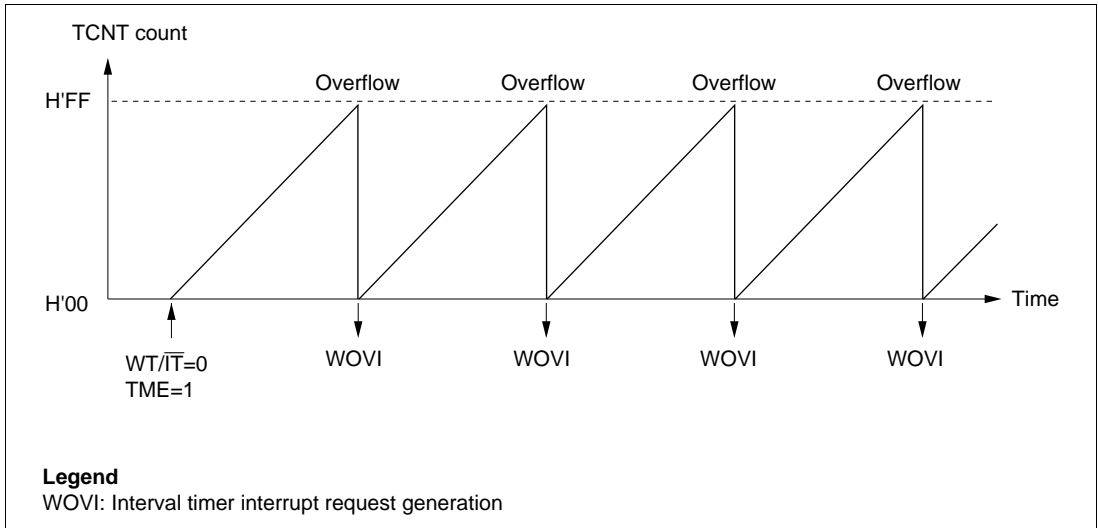 TCNT count
Overflow Overflow Overflow Overflow
H'FF
H'00
Time
WT/I̅T̅=0
TME=1
WOVI WOVI WOVI WOVI
Legend
WOVI: Interval timer interrupt request generation